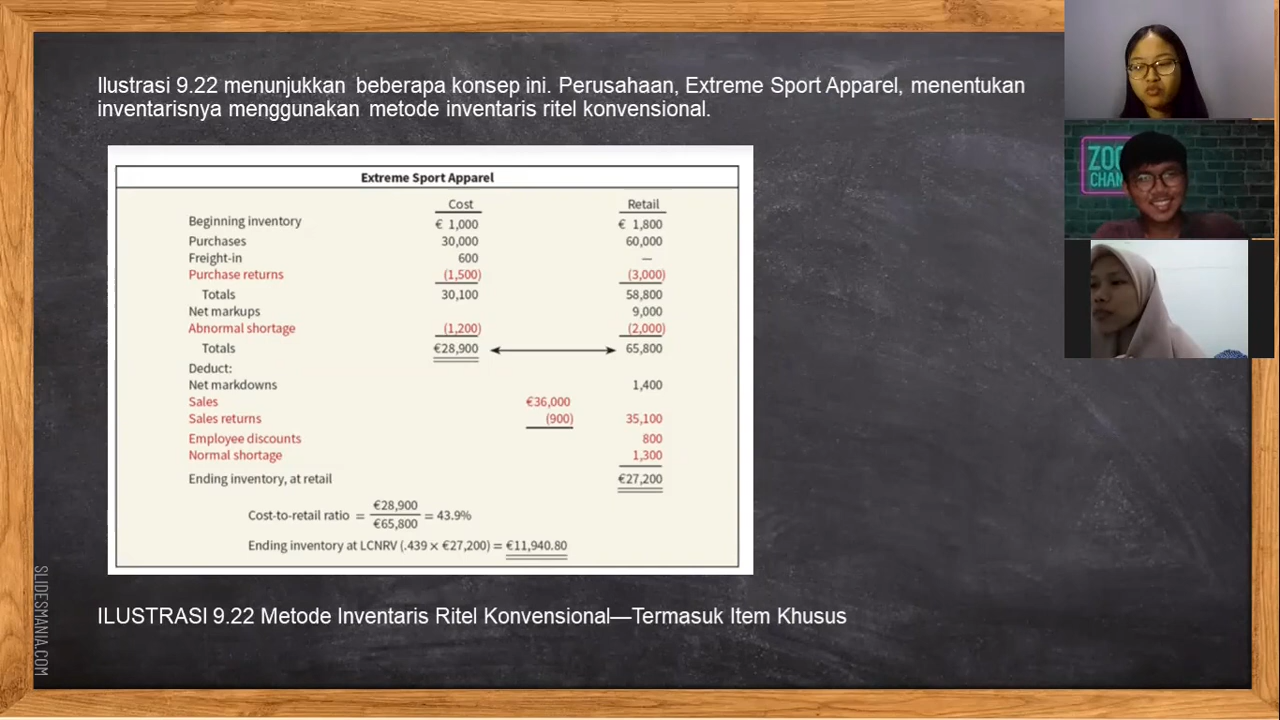 Ilustrasi 9.22 menunjukkan beberapa konsep ini. Perusahaan, Extreme Sport Apparel, menentukan
inventarisnya menggunakan metode inventaris ritel konvensional.
Extreme Sport Apparel
Cost Retail
Beginning inventory € 1,000 € 1,800
Purchases 30,000 60,000
Freight-in 600 —
Purchase returns (1,500) (3,000)
Totals 30,100 58,800
Net markups 9,000
Abnormal shortage (1,200) (2,000)
Totals €28,900 65,800
Deduct:
Net markdowns 1,400
Sales €36,000
Sales returns (900) 35,100
Employee discounts 800
Normal shortage 1,300
Ending inventory, at retail €27,200
Cost-to-retail ratio = €28,900 / €65,800 = 43.9%
Ending inventory at LCNRV (.439 × €27,200) = €11,940.80
ILUSTRASI 9.22 Metode Inventaris Ritel Konvensional—Termasuk Item Khusus
SLIDESMANIA.COM
ZOO
CHAN